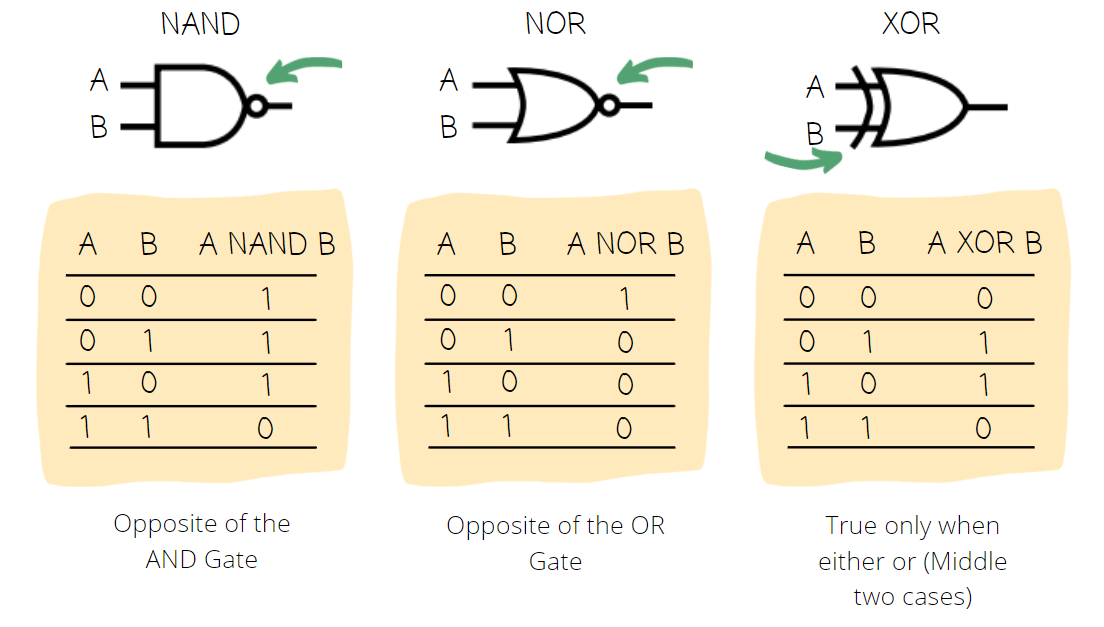 NAND
A
B
A B A NAND B
0 0 1
0 1 1
1 0 1
1 1 0
Opposite of the
AND Gate
NOR
A
B
A B A NOR B
0 0 1
0 1 0
1 0 0
1 1 0
Opposite of the OR
Gate
XOR
A
B
A B A XOR B
0 0 0
0 1 1
1 0 1
1 1 0
True only when
either or (Middle
two cases)